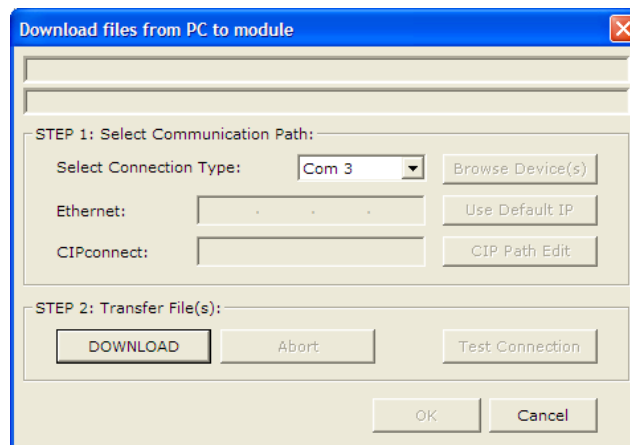 Download files from PC to module
STEP 1: Select Communication Path:
Select Connection Type: Com 3 Browse Device(s)
Ethernet: . . . Use Default IP
CIPconnect: CIP Path Edit
STEP 2: Transfer File(s):
DOWNLOAD Abort Test Connection
OK Cancel